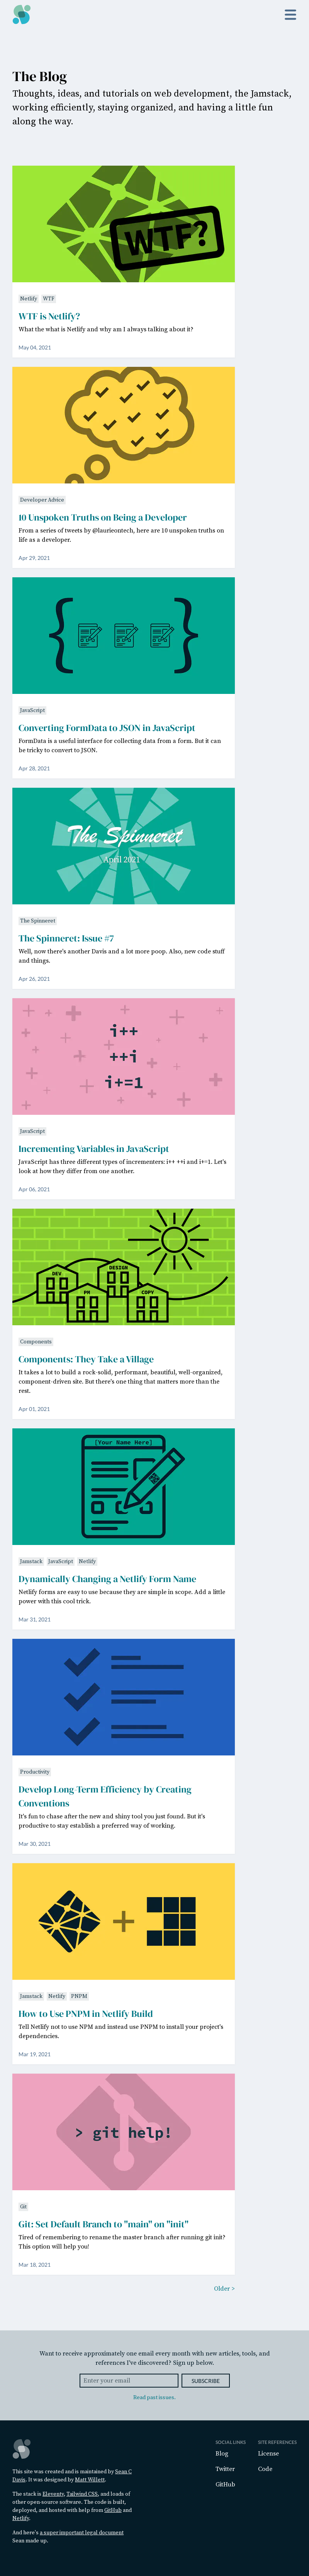 The Blog
Thoughts, ideas, and tutorials on web development, the Jamstack,
working efficiently, staying organized, and having a little fun
along the way.
WTF?
Netlify WTF
WTF is Netlify?
What the what is Netlify and why am I always talking about it?
May 04, 2021
Developer Advice
10 Unspoken Truths on Being a Developer
From a series of tweets by @laurieontech, here are 10 unspoken truths on
life as a developer.
Apr 29, 2021
{ }
JavaScript
Converting FormData to JSON in JavaScript
FormData is a useful interface for collecting data from a form. But it can
be tricky to convert to JSON.
Apr 28, 2021
The Spinneret
April 2021
The Spinneret
The Spinneret: Issue #7
Well, now there's another Davis and a lot more poop. Also, new code stuff
and things.
Apr 26, 2021
i++
++i
i+=1
JavaScript
Incrementing Variables in JavaScript
JavaScript has three different types of incrementers: i++ ++i and i+=1. Let's
look at how they differ from one another.
Apr 06, 2021
DEV PM DESIGN COPY
Components
Components: They Take a Village
It takes a lot to build a rock-solid, performant, beautiful, well-organized,
component-driven site. But there's one thing that matters more than the
rest.
Apr 01, 2021
[Your Name Here]
Jamstack JavaScript Netlify
Dynamically Changing a Netlify Form Name
Netlify forms are easy to use because they are simple in scope. Add a little
power with this cool trick.
Mar 31, 2021
Productivity
Develop Long-Term Efficiency by Creating
Conventions
It's fun to chase after the new and shiny tool you just found. But it's
productive to stay establish a preferred way of working.
Mar 30, 2021
+
Jamstack Netlify PNPM
How to Use PNPM in Netlify Build
Tell Netlify not to use NPM and instead use PNPM to install your project's
dependencies.
Mar 19, 2021
> git help!
Git
Git: Set Default Branch to "main" on "init"
Tired of remembering to rename the master branch after running git init?
This will help you!
Mar 18, 2021
Older >
Want to receive approximately one email every month with new articles, tools, and
references I've discovered? Sign up below.
Enter your email SUBSCRIBE
Read past issues.
This site was created and is maintained by Sean C
Davis. It was designed by Matt Willett.
The stack is Eleventy, Tailwind CSS, and loads of
other open-source software. The code is built,
deployed, and hosted with help from GitHub and
Netlify.
And here's a super important legal document
Sean made up.
SOCIAL LINKS
Blog
Twitter
GitHub
SITE REFERENCES
License
Code